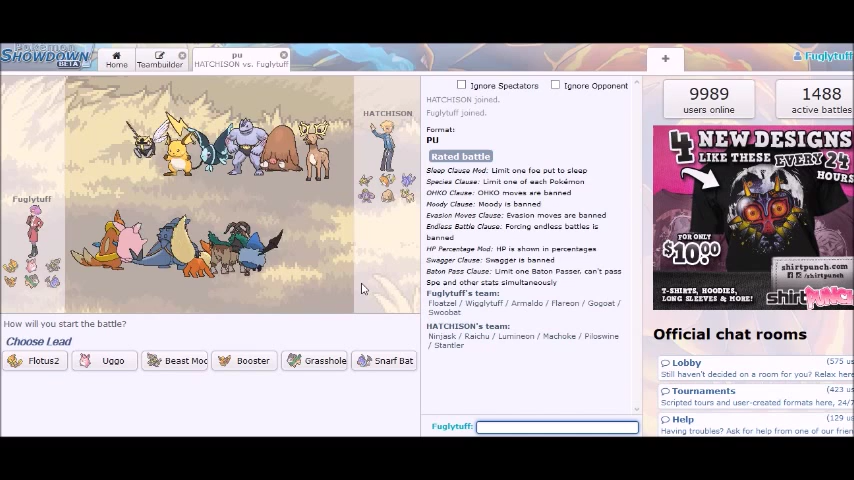 Pokémon
SHOWDOWN
BETA
Home
Teambuilder
pu
HATCHISON vs. Fuglytuff
+
Fuglytuff
HATCHISON
Fuglytuff
How will you start the battle?
Choose Lead
Flotus2
Uggo
Beast Mod
Booster
Grasshole
Snarf Bat
Ignore Spectators
Ignore Opponent
HATCHISON joined.
Fuglytuff joined.
Format:
PU
Rated battle
Sleep Clause Mod: Limit one foe put to sleep
Species Clause: Limit one of each Pokémon
OHKO Clause: OHKO moves are banned
Moody Clause: Moody is banned
Evasion Moves Clause: Evasion moves are banned
Endless Battle Clause: Forcing endless battles is
banned
HP Percentage Mod: HP is shown in percentages
Swagger Clause: Swagger is banned
Baton Pass Clause: Limit one Baton Passer, can't pass
Spe and other stats simultaneously
Fuglytuff's team:
Floatzel / Wigglytuff / Armaldo / Flareon / Gogoat /
Swoobat
HATCHISON's team:
Ninjask / Raichu / Lumineon / Machoke / Piloswine
/ Stantler
Fuglytuff:
9989
users online
1488
active battles
4 NEW DESIGNS
LIKE THESE EVERY 24
HOURS
FOR ONLY
$10.00
T-SHIRTS, HOODIES,
LONG SLEEVES & MORE!
shirtpunch.com
shirt PUNCH
Official chat rooms
Lobby
(575 us
Still haven't decided on a room for you? Relax here
Tournaments
(423 us
Scripted tours and user-created formats here, 24/7
Help
(129 us
Having troubles? Ask for help from one of our frien